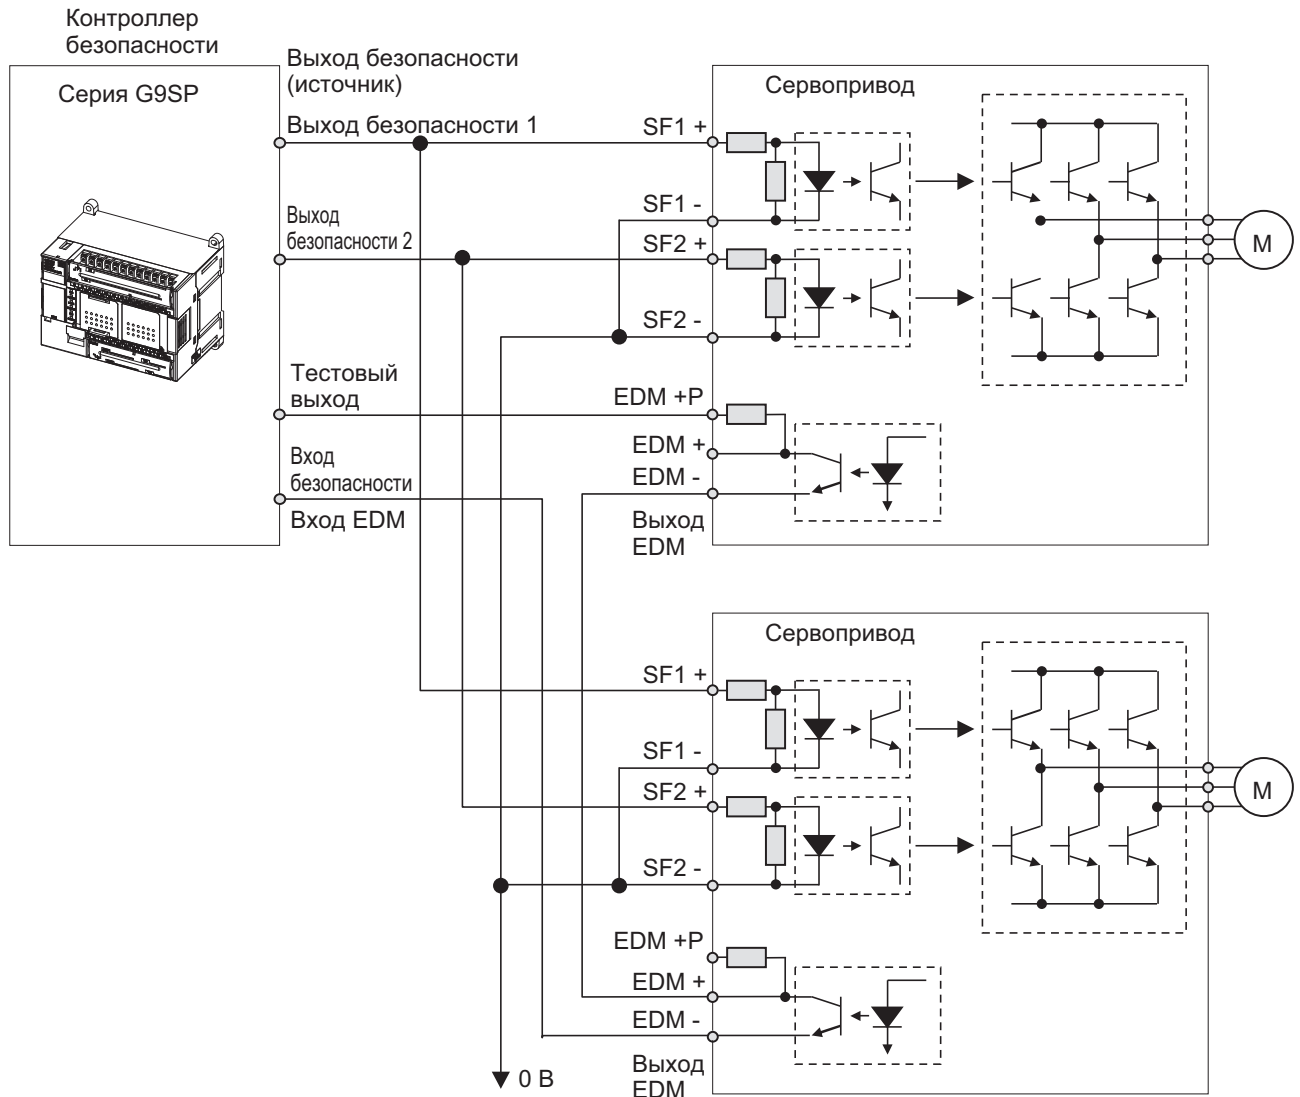 Контроллер
безопасности
Серия G9SP
Выход безопасности
(источник)
Выход безопасности 1
Выход
безопасности 2
Тестовый
выход
Вход
безопасности
Вход EDM
Сервопривод
SF1 +
SF1 -
SF2 +
SF2 -
EDM +P
EDM +
EDM -
Выход
EDM
M
Сервопривод
SF1 +
SF1 -
SF2 +
SF2 -
EDM +P
EDM +
EDM -
Выход
EDM
M
0 В